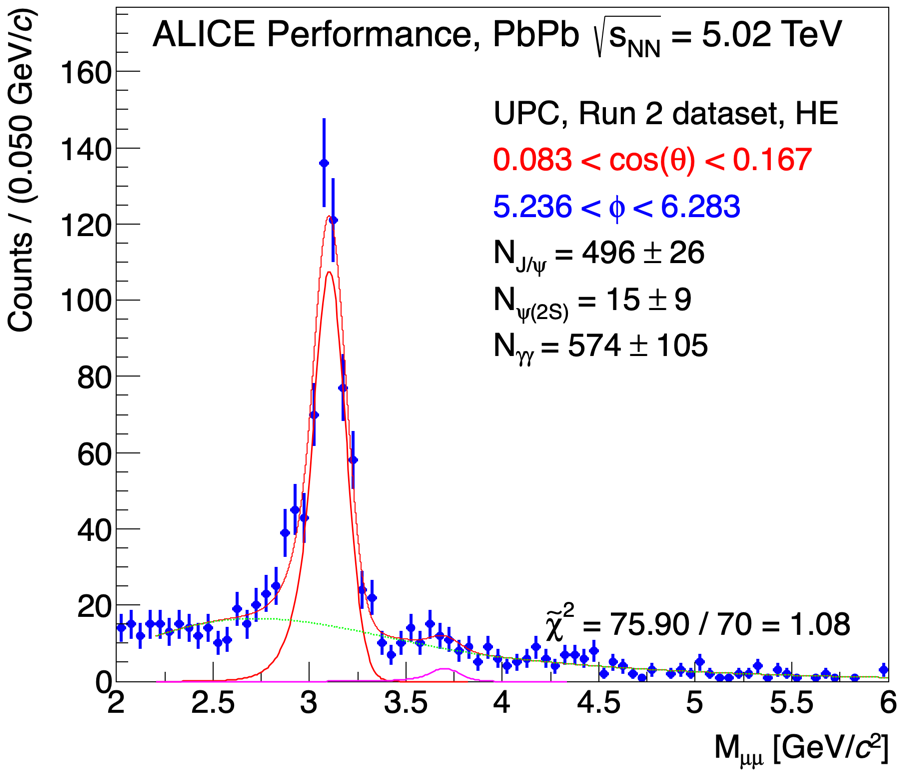 ALICE Performance, PbPb √s_NN = 5.02 TeV
UPC, Run 2 dataset, HE
0.083 < cos(θ) < 0.167
5.236 < ϕ < 6.283
N_J/ψ = 496 ± 26
N_ψ(2S) = 15 ± 9
N_γγ = 574 ± 105
χ̃² = 75.90 / 70 = 1.08
Counts / (0.050 GeV/c)
160
140
120
100
80
60
40
20
0
2 2.5 3 3.5 4 4.5 5 5.5 6
M_μμ [GeV/c²]